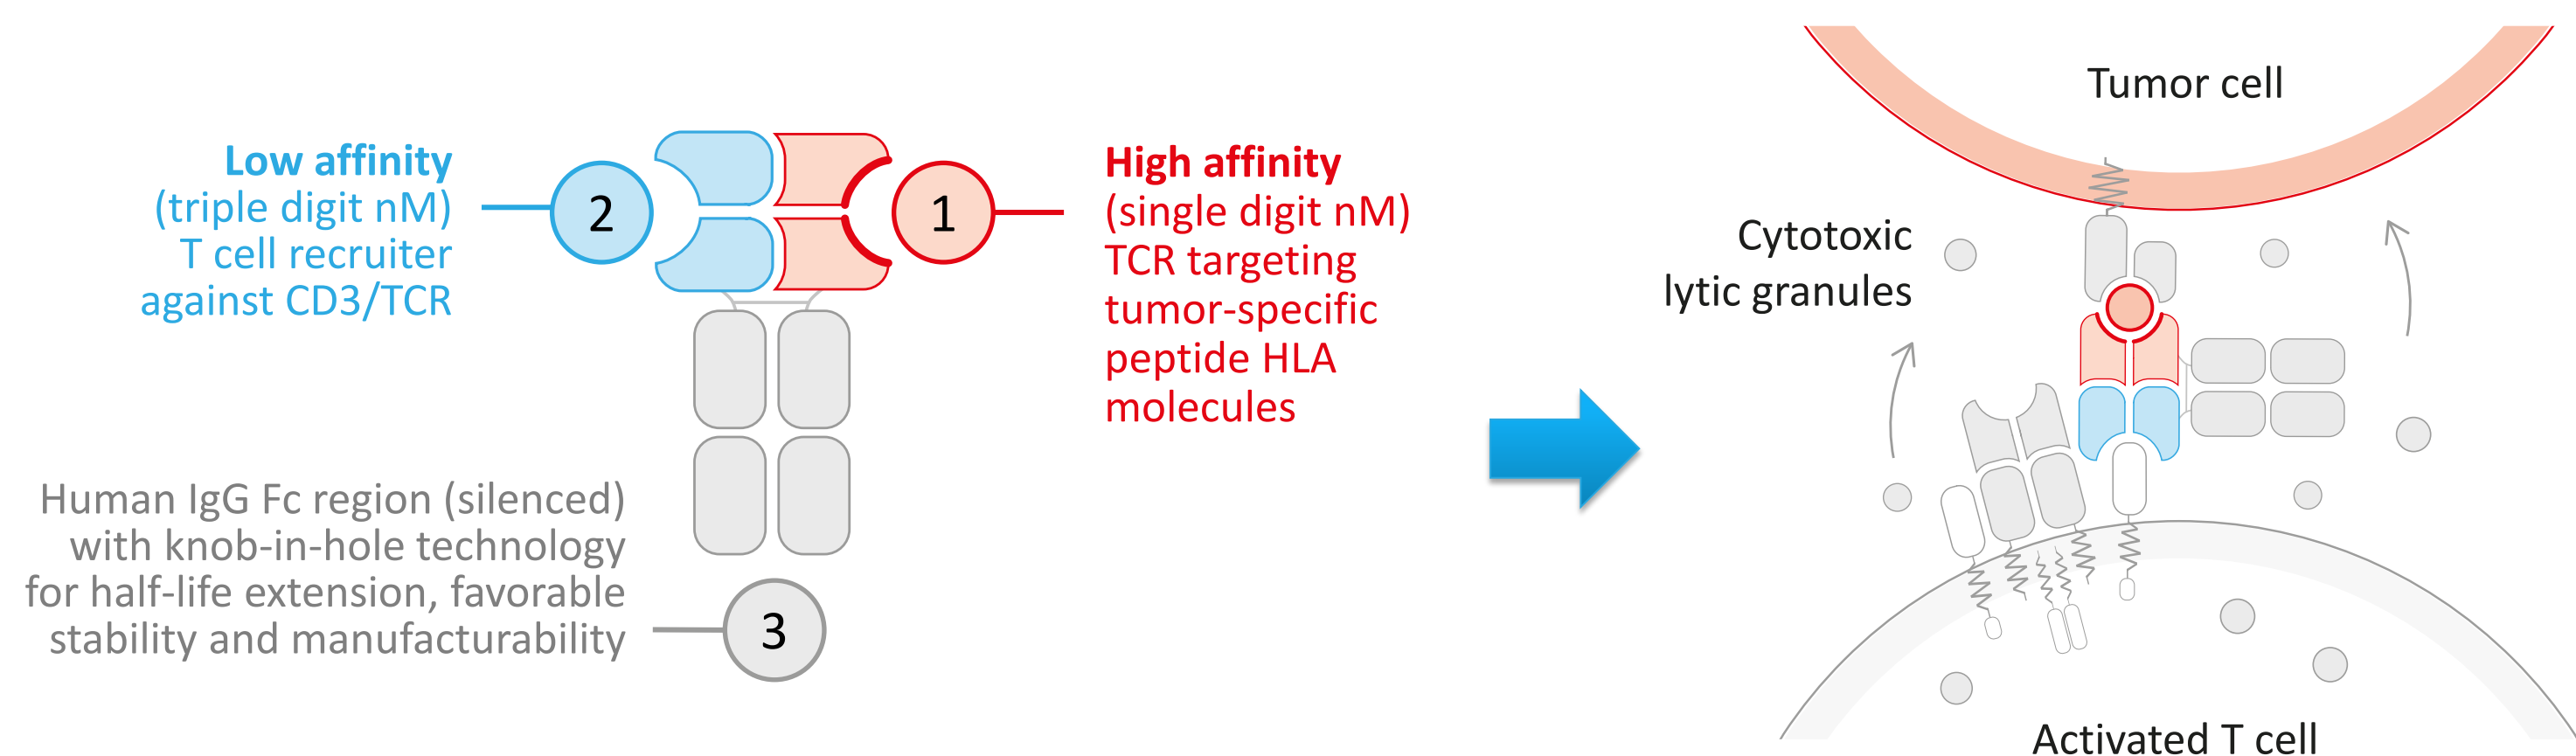 Low affinity
(triple digit nM)
T cell recruiter
against CD3/TCR
2
1
High affinity
(single digit nM)
TCR targeting
tumor-specific
peptide HLA
molecules
Human IgG Fc region (silenced)
with knob-in-hole technology
for half-life extension, favorable
stability and manufacturability
3
Tumor cell
Cytotoxic
lytic granules
Activated T cell